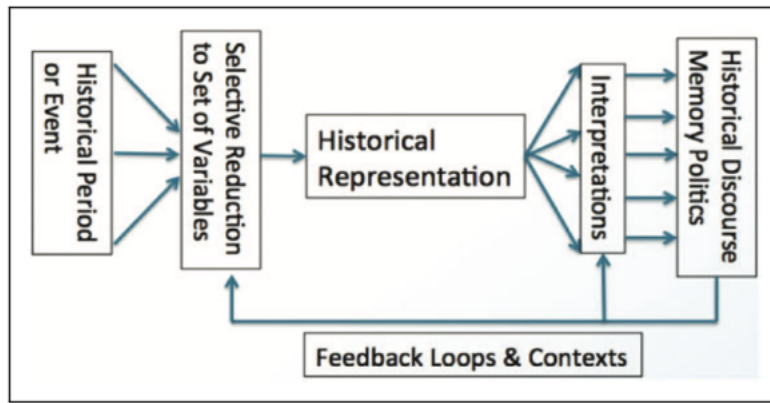 Historical Period
or Event
Selective Reduction
to Set of Variables
Historical
Representation
Interpretations
Historical Discourse
Memory Politics
Feedback Loops & Contexts